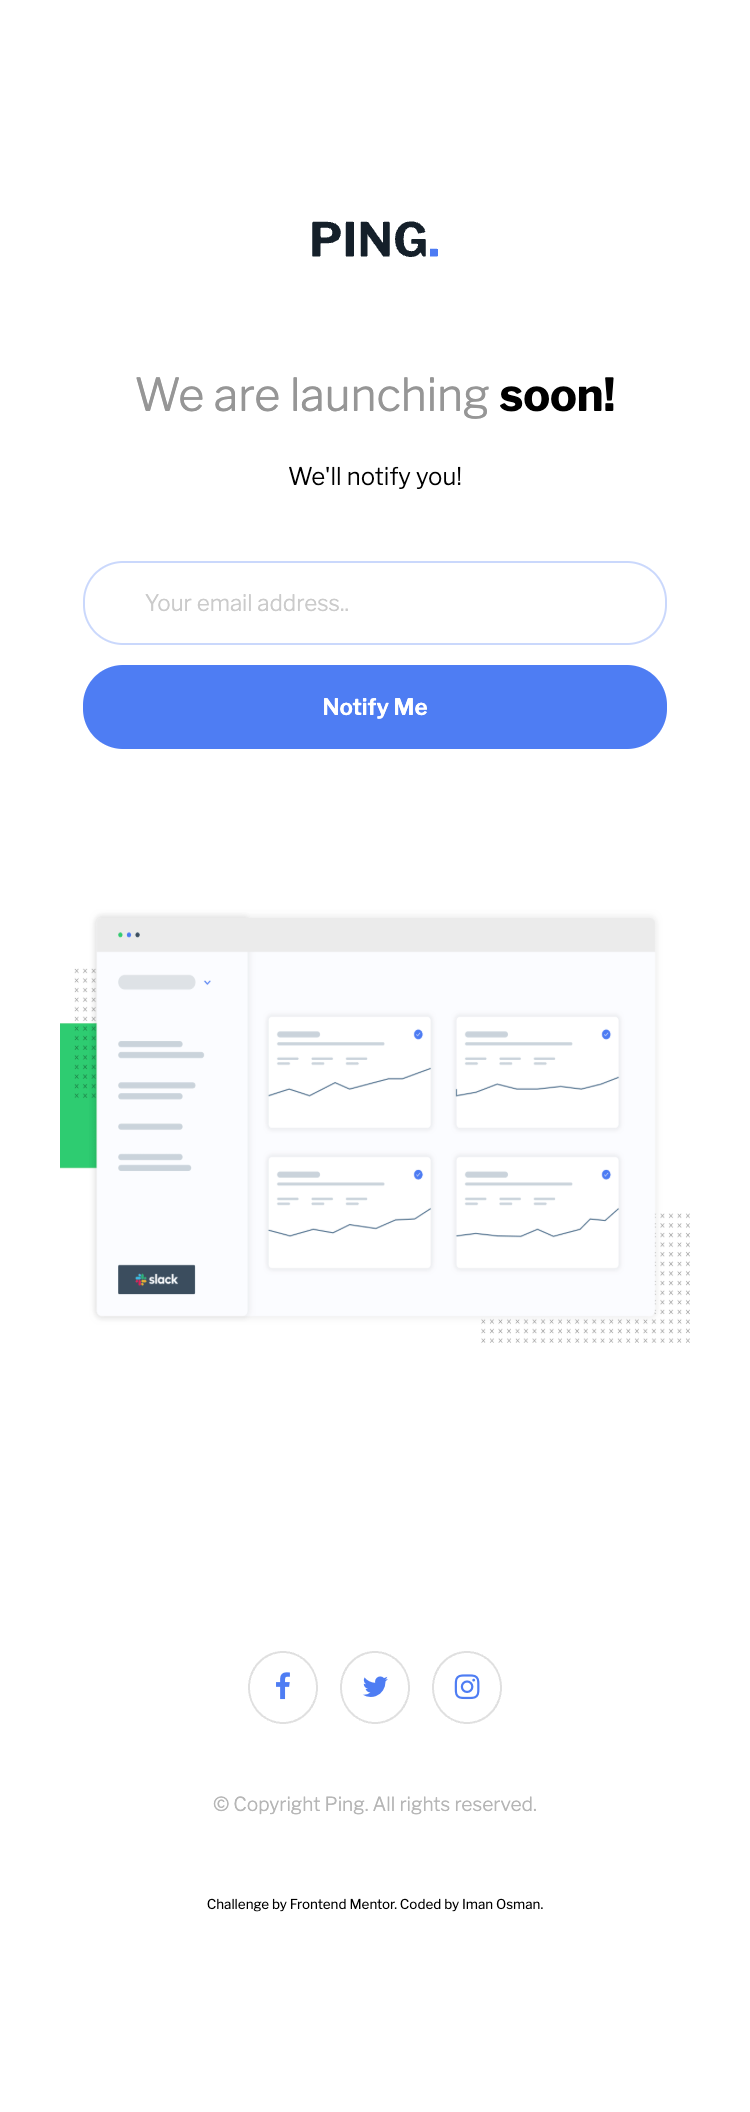 PING.
We are launching soon!
We'll notify you!
Your email address..
Notify Me
slack
© Copyright Ping. All rights reserved.
Challenge by Frontend Mentor. Coded by Iman Osman.